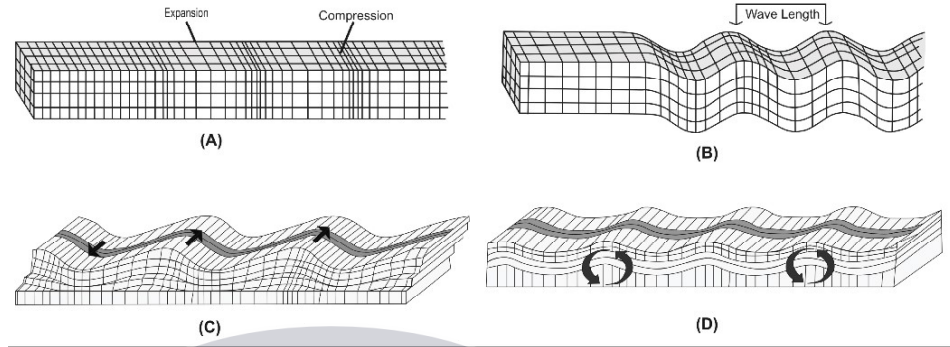 Expansion
Compression
Wave Length
(A)
(B)
(C)
(D)